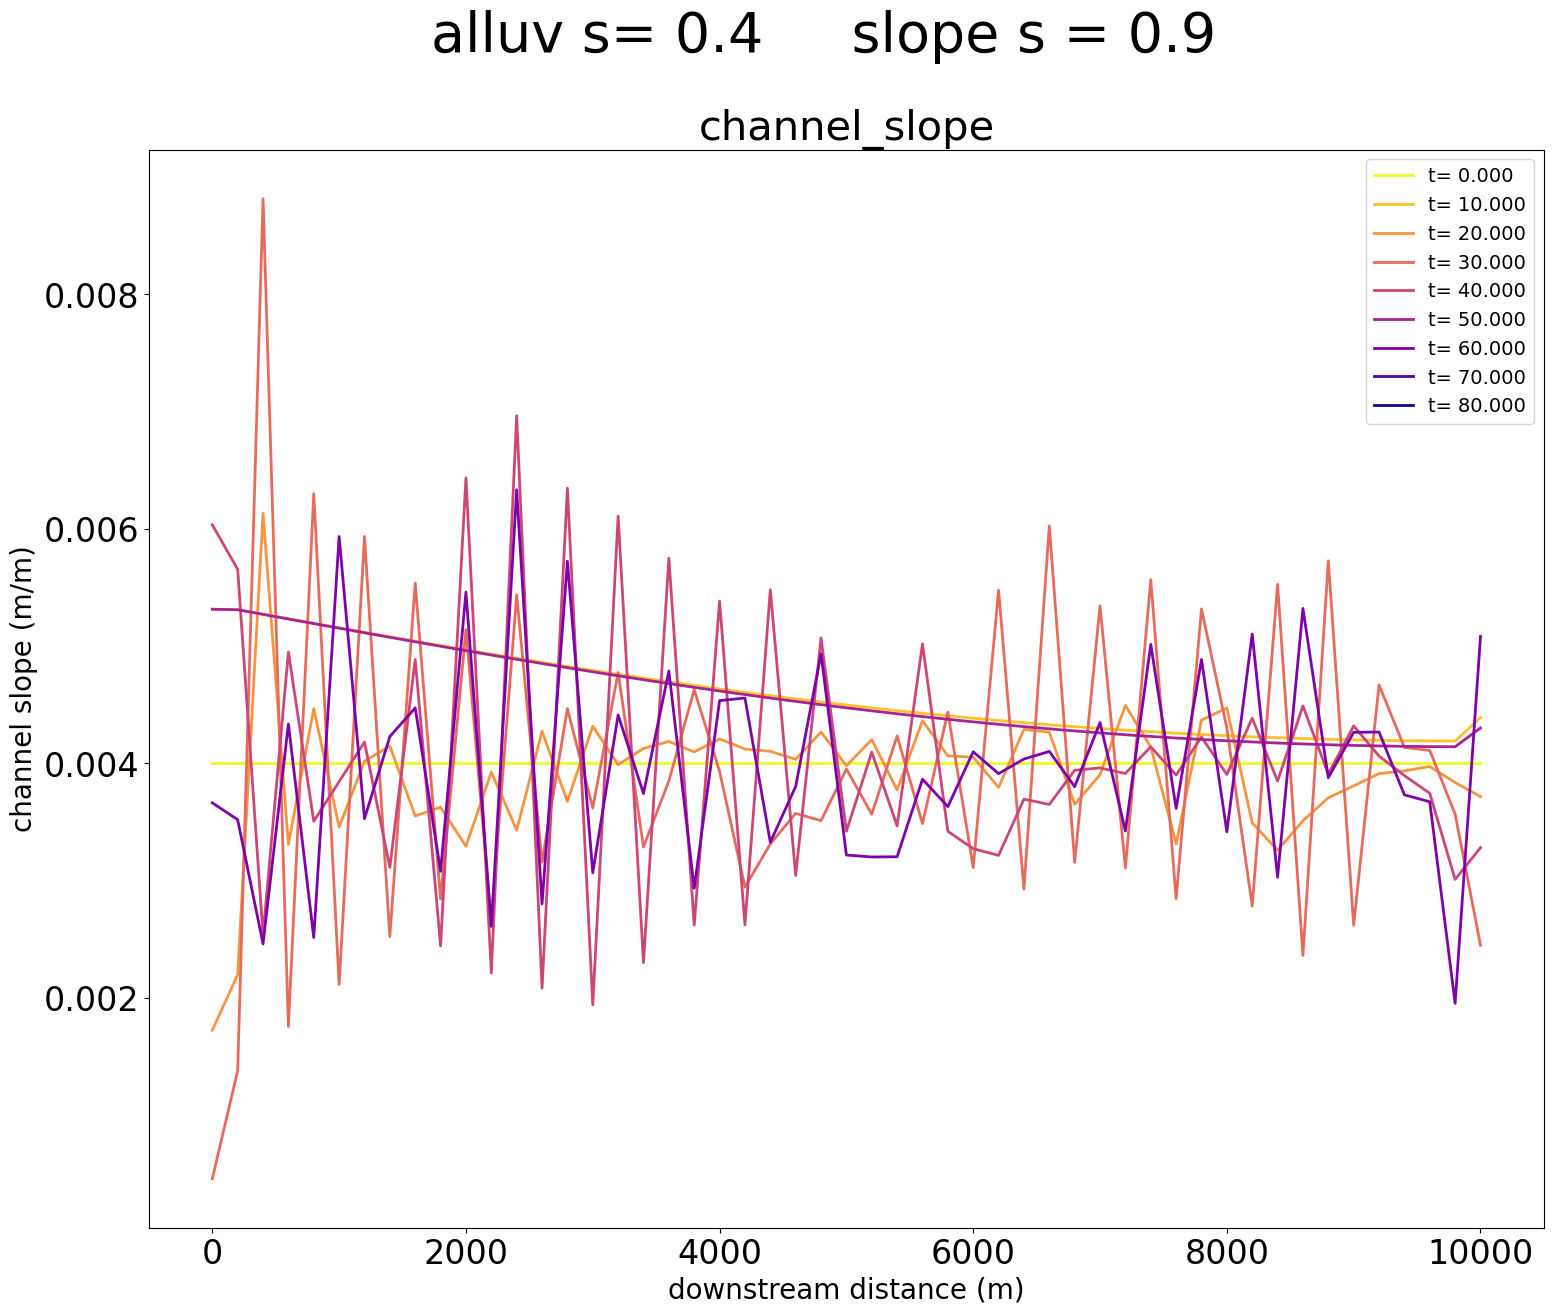 alluv s= 0.4     slope s = 0.9
channel_slope
t= 0.000
t= 10.000
t= 20.000
t= 30.000
t= 40.000
t= 50.000
t= 60.000
t= 70.000
t= 80.000
channel slope (m/m)
0.008
0.006
0.004
0.002
0 2000 4000 6000 8000 10000
downstream distance (m)